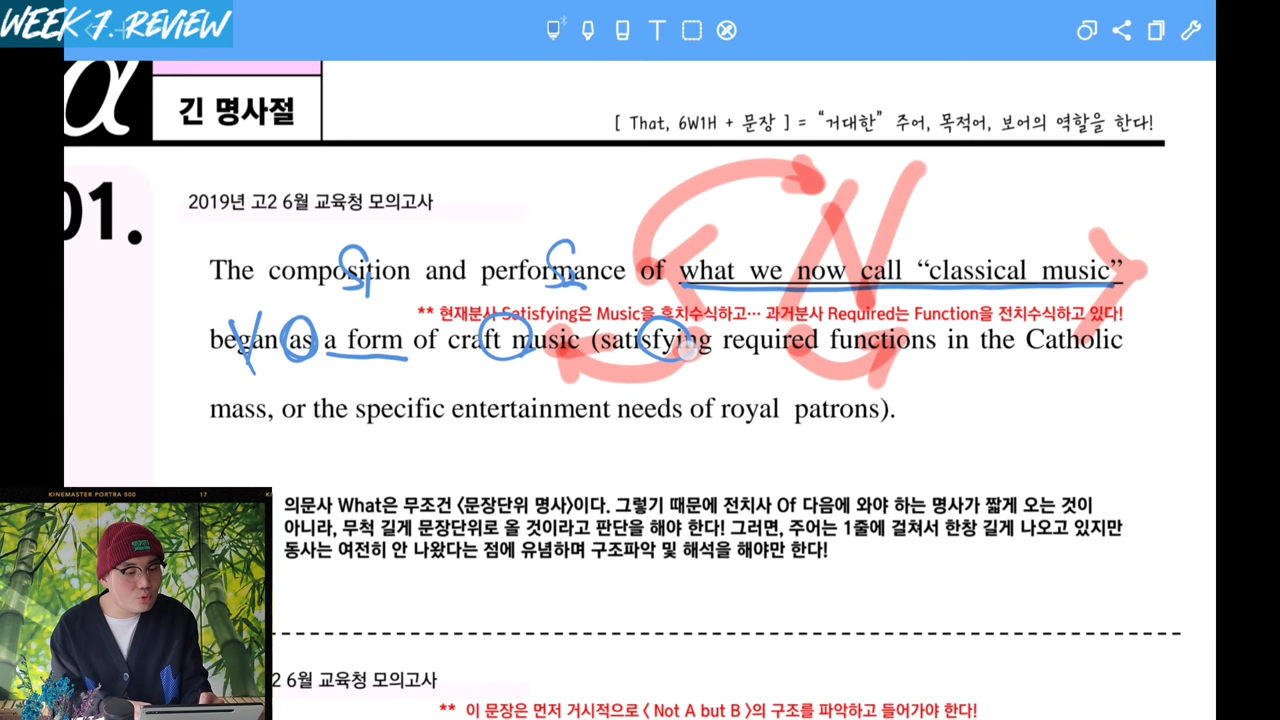 WEEK 7. REVIEW
T
α
긴 명사절
[ That, 6W1H + 문장 ] = “거대한” 주어, 목적어, 보어의 역할을 한다!
01.
2019년 고2 6월 교육청 모의고사
S1 S2 N
The composition and performance of what we now call “classical music”
** 현재분사 Satisfying은 Music을 후치수식하고… 과거분사 Required는 Function을 전치수식하고 있다!
V
began as a form of craft music (satisfying required functions in the Catholic
mass, or the specific entertainment needs of royal patrons).
의문사 What은 무조건 <문장단위 명사>이다. 그렇기 때문에 전치사 Of 다음에 와야 하는 명사가 짧게 오는 것이
아니라, 무척 길게 문장단위로 올 것이라고 판단을 해야 한다! 그러면, 주어는 1줄에 걸쳐서 한창 길게 나오고 있지만
동사는 여전히 안 나왔다는 점에 유념하며 구조파악 및 해석을 해야만 한다!
KINEMASTER PORTRA 500 17 K
2 6월 교육청 모의고사
** 이 문장은 먼저 거시적으로 < Not A but B >의 구조를 파악하고 들어가야 한다!